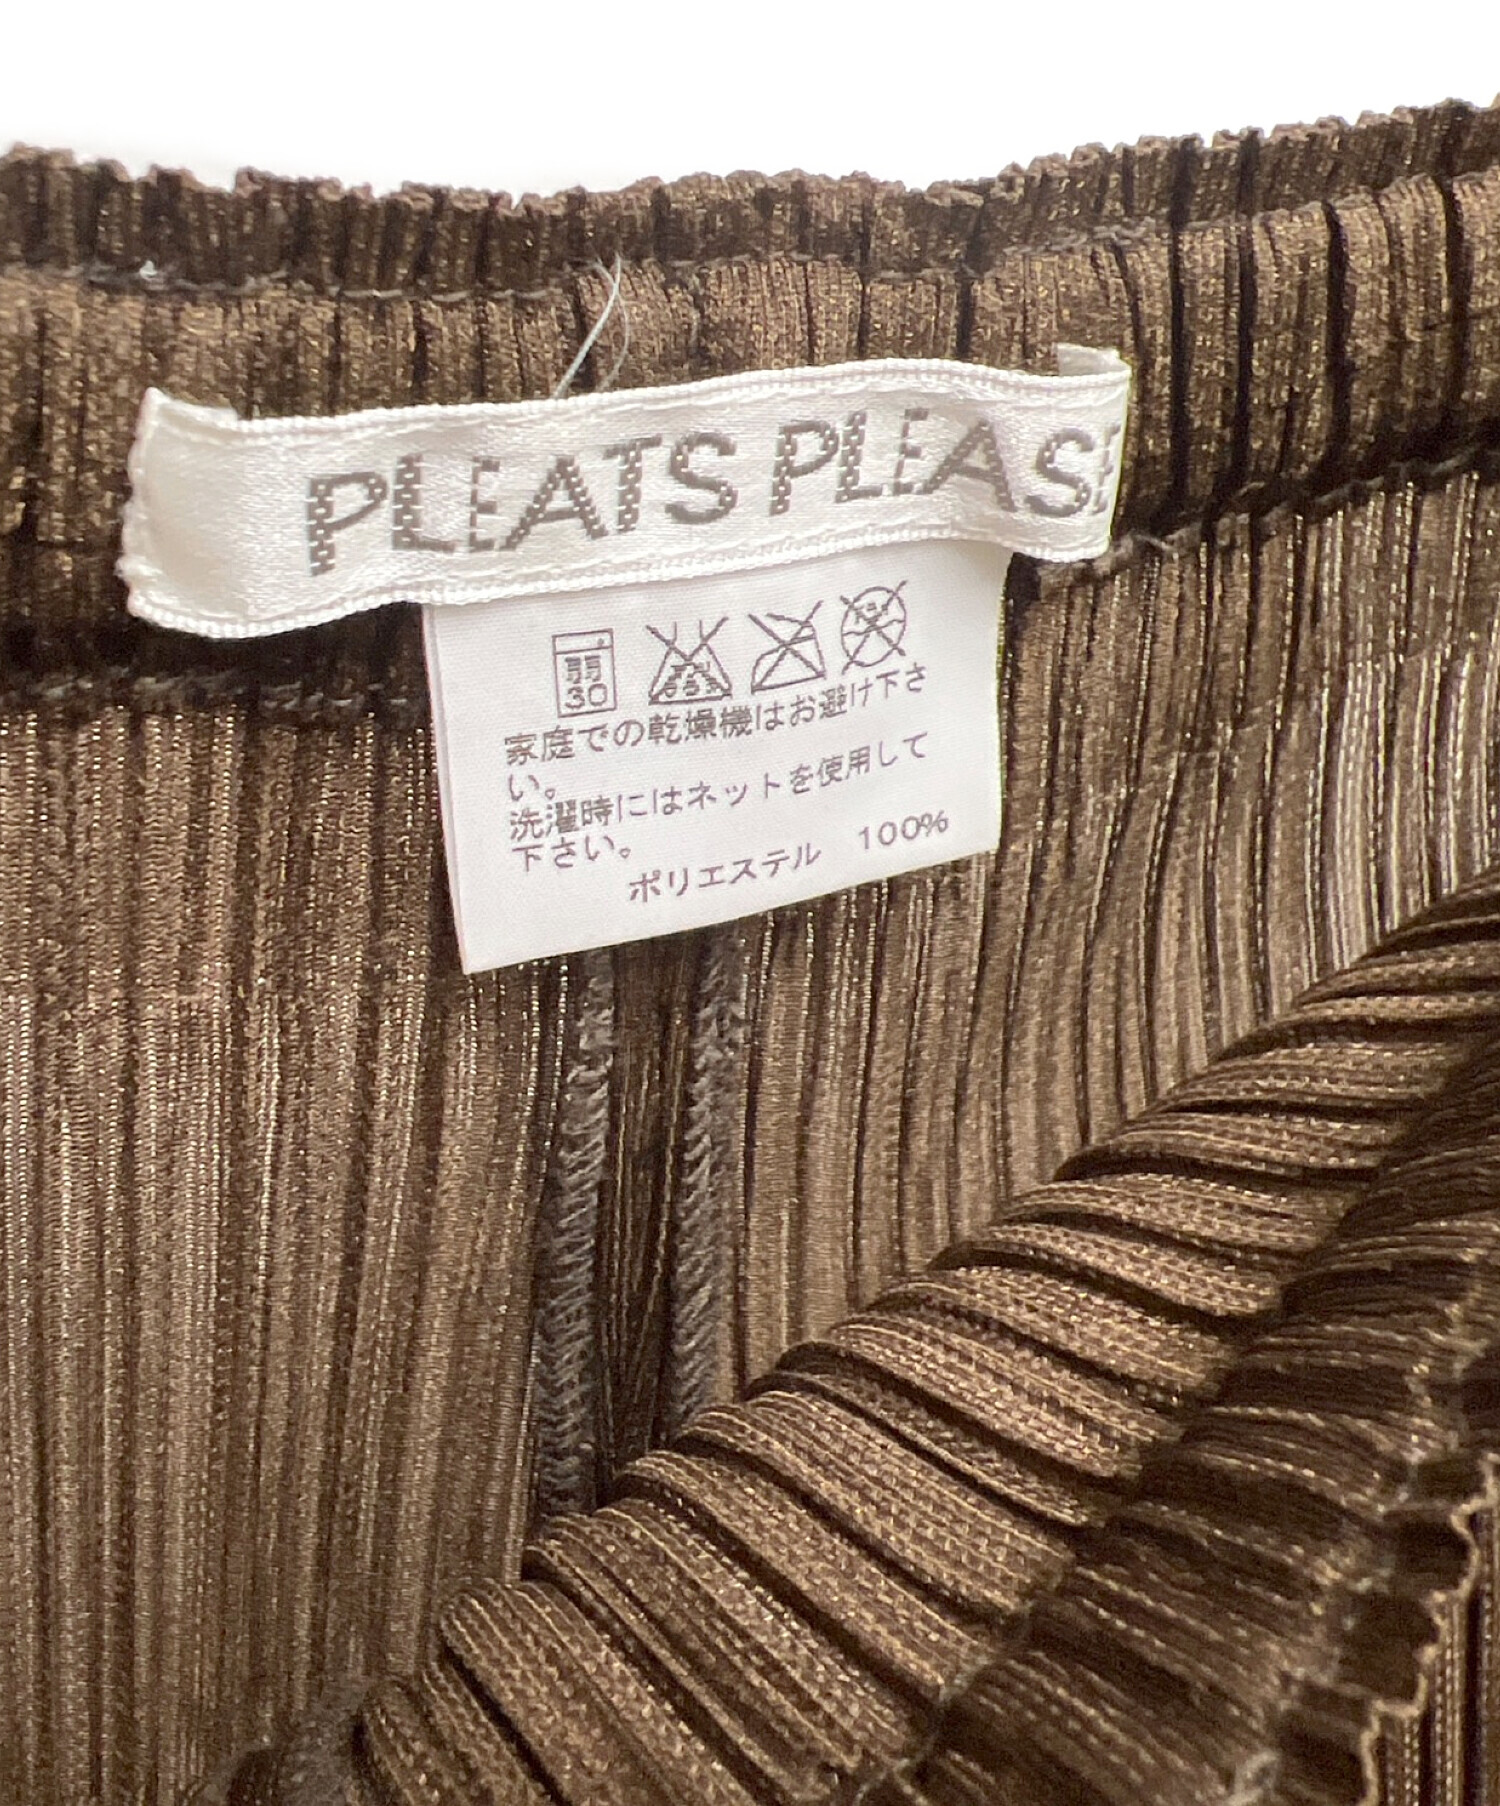 PLEATS PLEASE
弱
30
家庭での乾燥機はお避け下さ
い。
洗濯時にはネットを使用して
下さい。
ポリエステル 100%